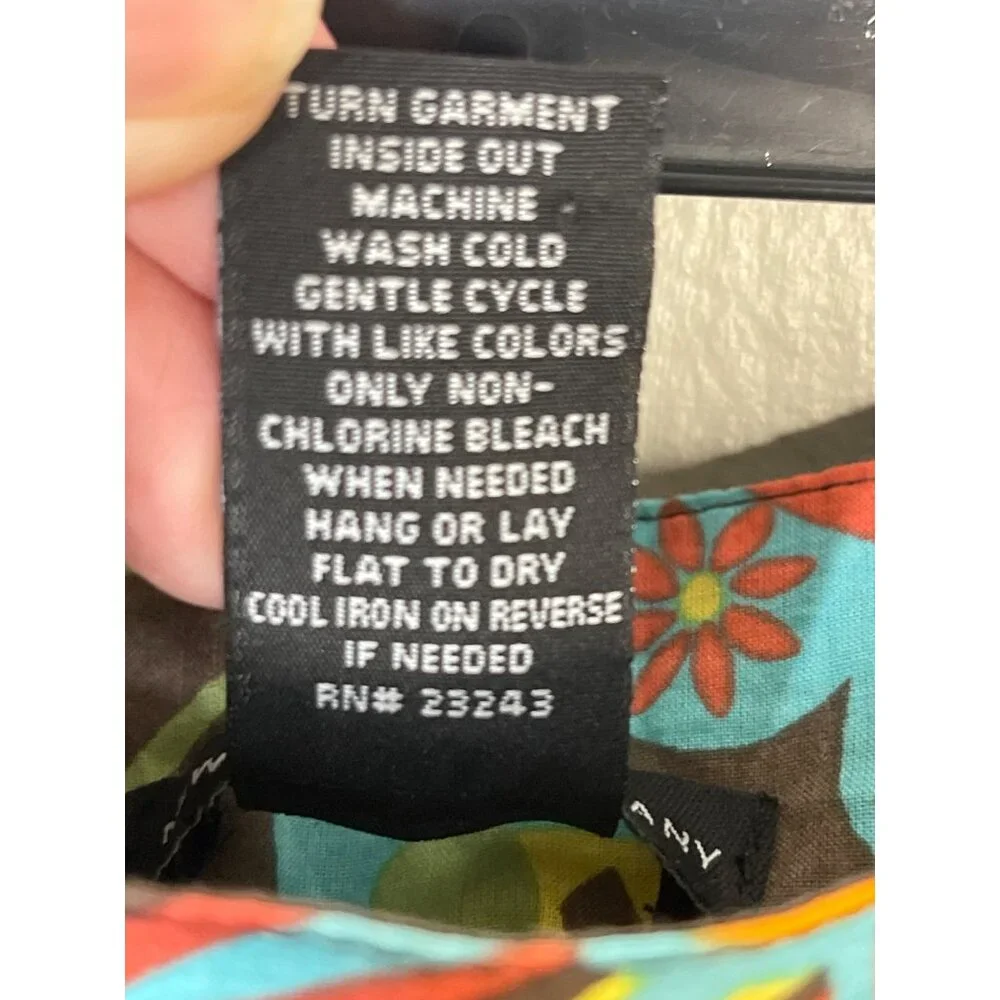 TURN GARMENT
INSIDE OUT
MACHINE
WASH COLD
GENTLE CYCLE
WITH LIKE COLORS
ONLY NON-
CHLORINE BLEACH
WHEN NEEDED
HANG OR LAY
FLAT TO DRY
COOL IRON ON REVERSE
IF NEEDED
RN# 23243
ANY